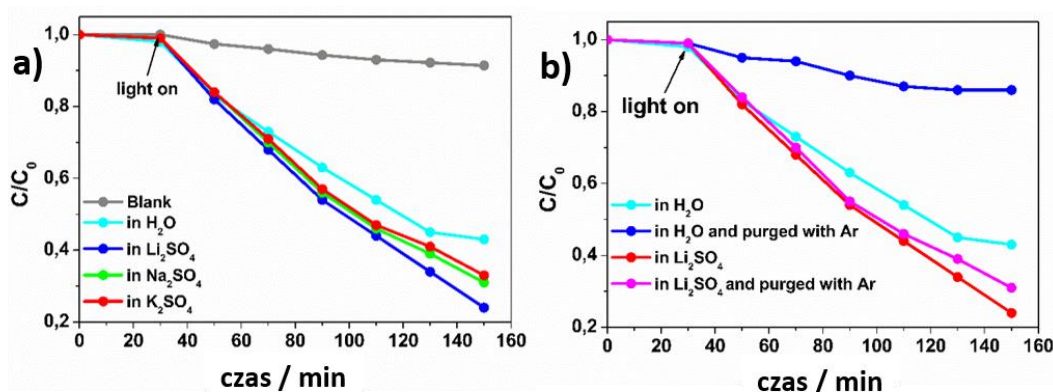 a)
1,0
0,8
0,6
0,4
0,2
C/C₀
light on
Blank
in H₂O
in Li₂SO₄
in Na₂SO₄
in K₂SO₄
0 20 40 60 80 100 120 140 160
czas / min
b)
1,0
0,8
0,6
0,4
0,2
C/C₀
light on
in H₂O
in H₂O and purged with Ar
in Li₂SO₄
in Li₂SO₄ and purged with Ar
0 20 40 60 80 100 120 140 160
czas / min